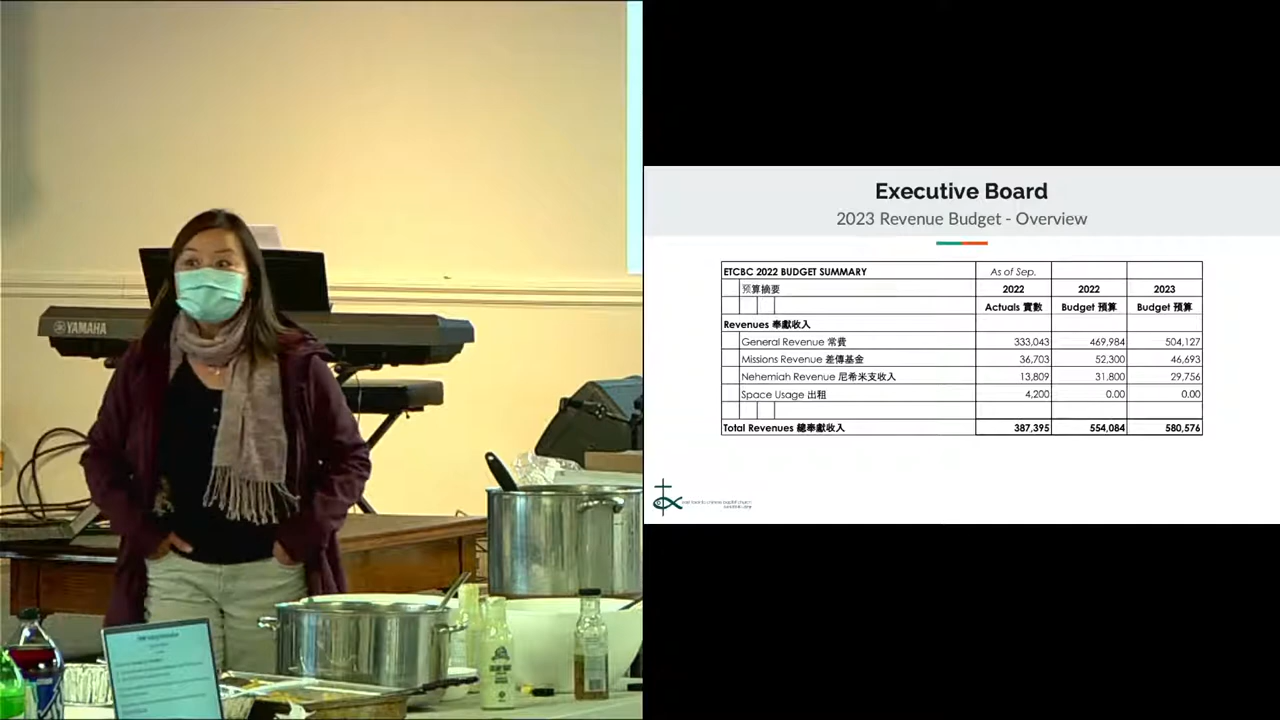 YAMAHA
Executive Board
2023 Revenue Budget - Overview
ETCBC 2022 BUDGET SUMMARY As of Sep.
預算摘要 2022 2022 2023
Actuals 實數 Budget 預算 Budget 預算
Revenues 奉獻收入
General Revenue 常費 333,043 469,984 504,127
Missions Revenue 差傳基金 36,703 52,300 46,693
Nehemiah Revenue 尼希米支收入 13,809 31,800 29,756
Space Usage 出租 4,200 0.00 0.00
Total Revenues 總奉獻收入 387,395 554,084 580,576